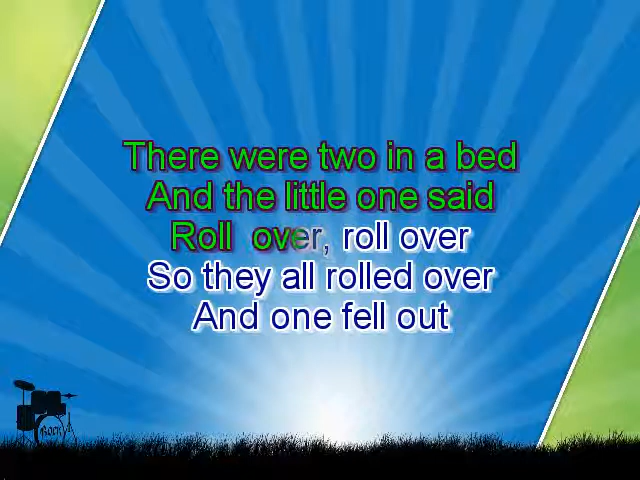 There were two in a bed
And the little one said
Roll over, roll over
So they all rolled over
And one fell out
ROCK